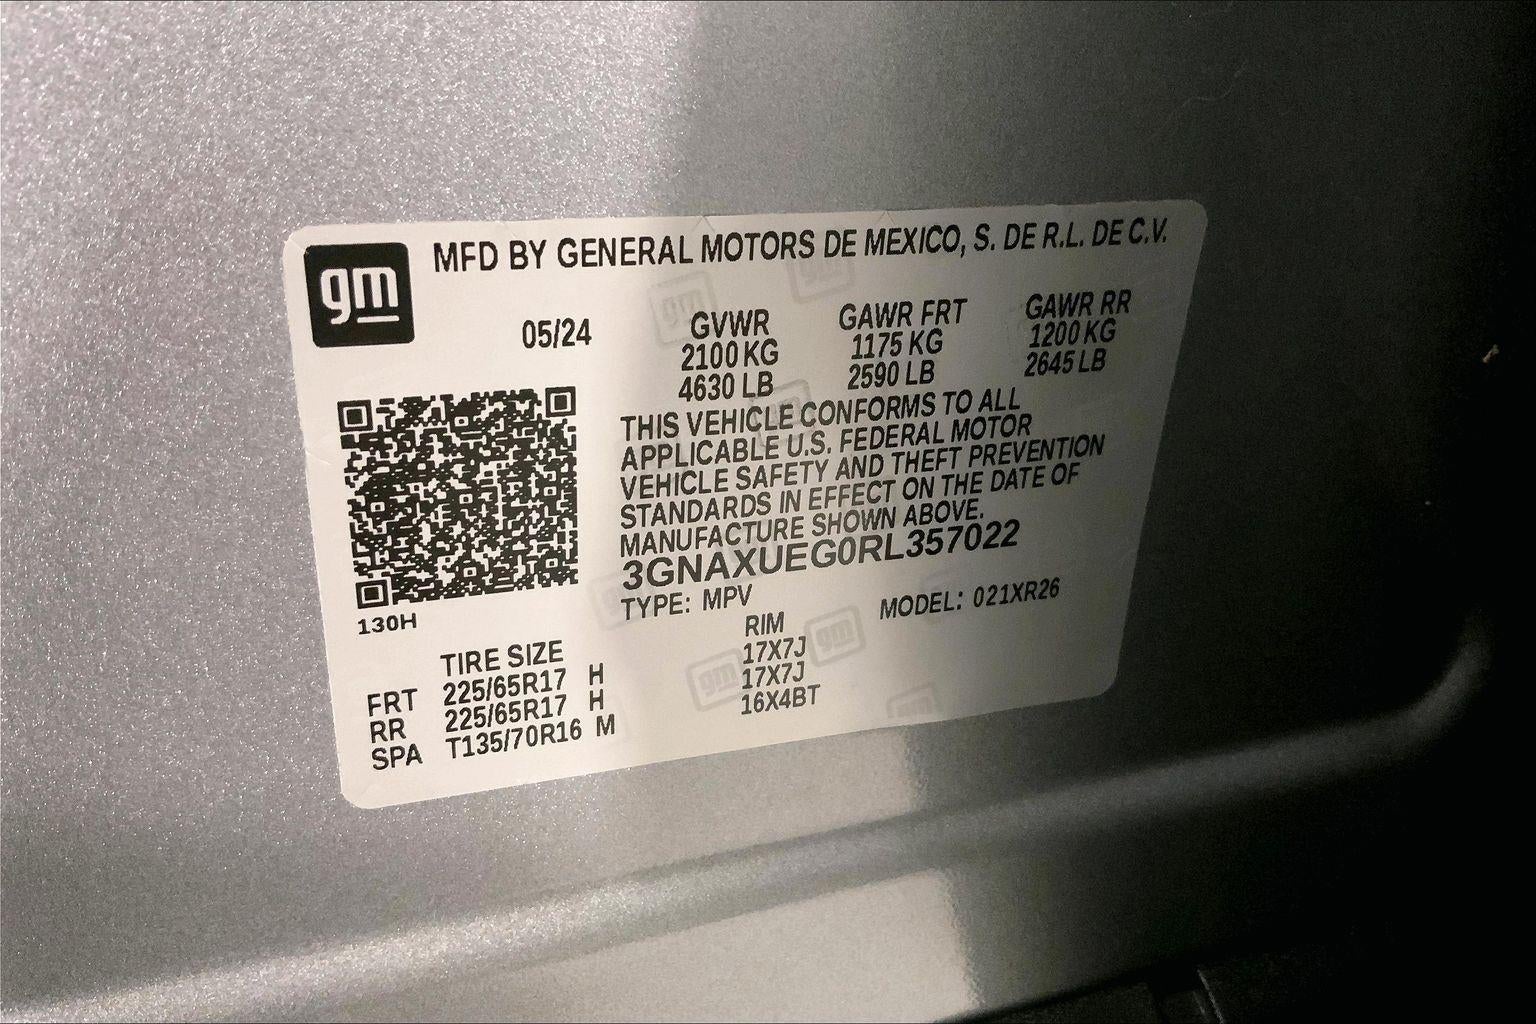 gm MFD BY GENERAL MOTORS DE MEXICO, S. DE R.L. DE C.V.
05/24
GVWR GAWR FRT GAWR RR
2100 KG 1175 KG 1200 KG
4630 LB 2590 LB 2645 LB
THIS VEHICLE CONFORMS TO ALL
APPLICABLE U.S. FEDERAL MOTOR
VEHICLE SAFETY AND THEFT PREVENTION
STANDARDS IN EFFECT ON THE DATE OF
MANUFACTURE SHOWN ABOVE.
3GNAXUEG0RL357022
TYPE: MPV MODEL: 021XR26
130H
TIRE SIZE RIM
FRT 225/65R17 H 17X7J
RR 225/65R17 H 17X7J
SPA T135/70R16 M 16X4BT